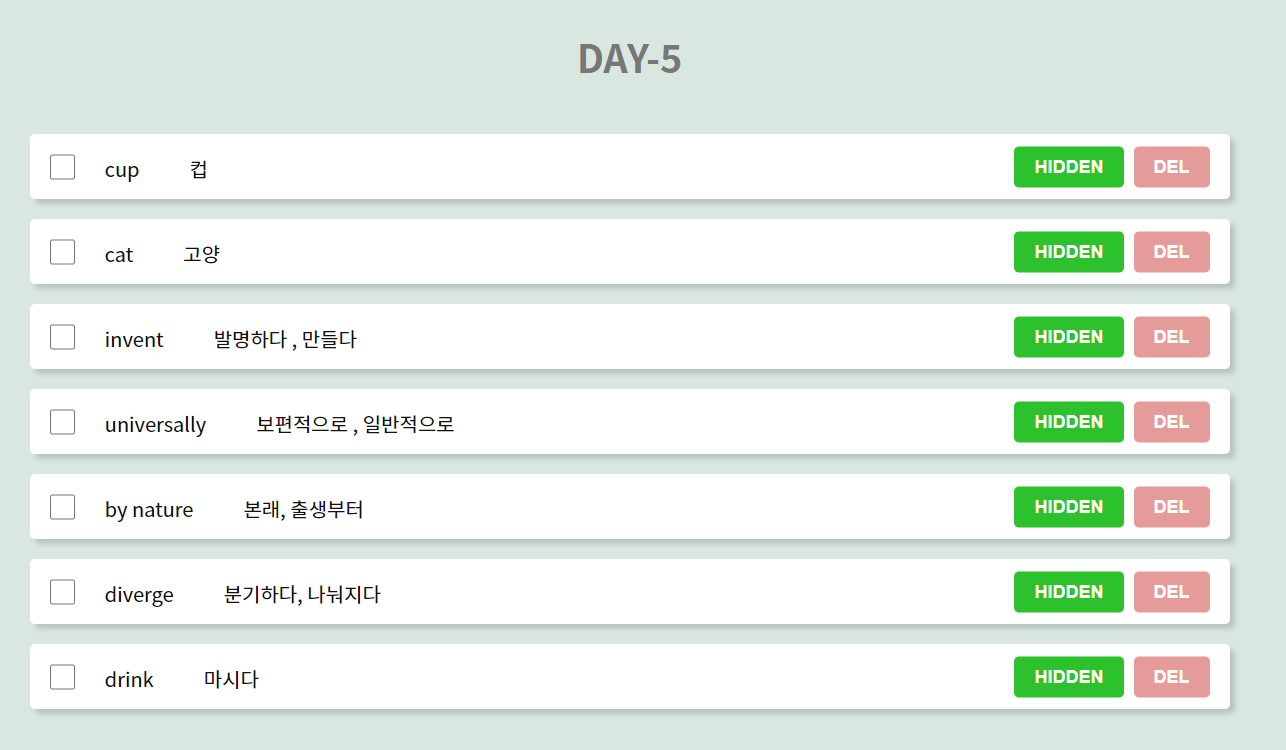 DAY-5
cup 컵 HIDDEN DEL
cat 고양 HIDDEN DEL
invent 발명하다 , 만들다 HIDDEN DEL
universally 보편적으로 , 일반적으로 HIDDEN DEL
by nature 본래, 출생부터 HIDDEN DEL
diverge 분기하다, 나눠지다 HIDDEN DEL
drink 마시다 HIDDEN DEL